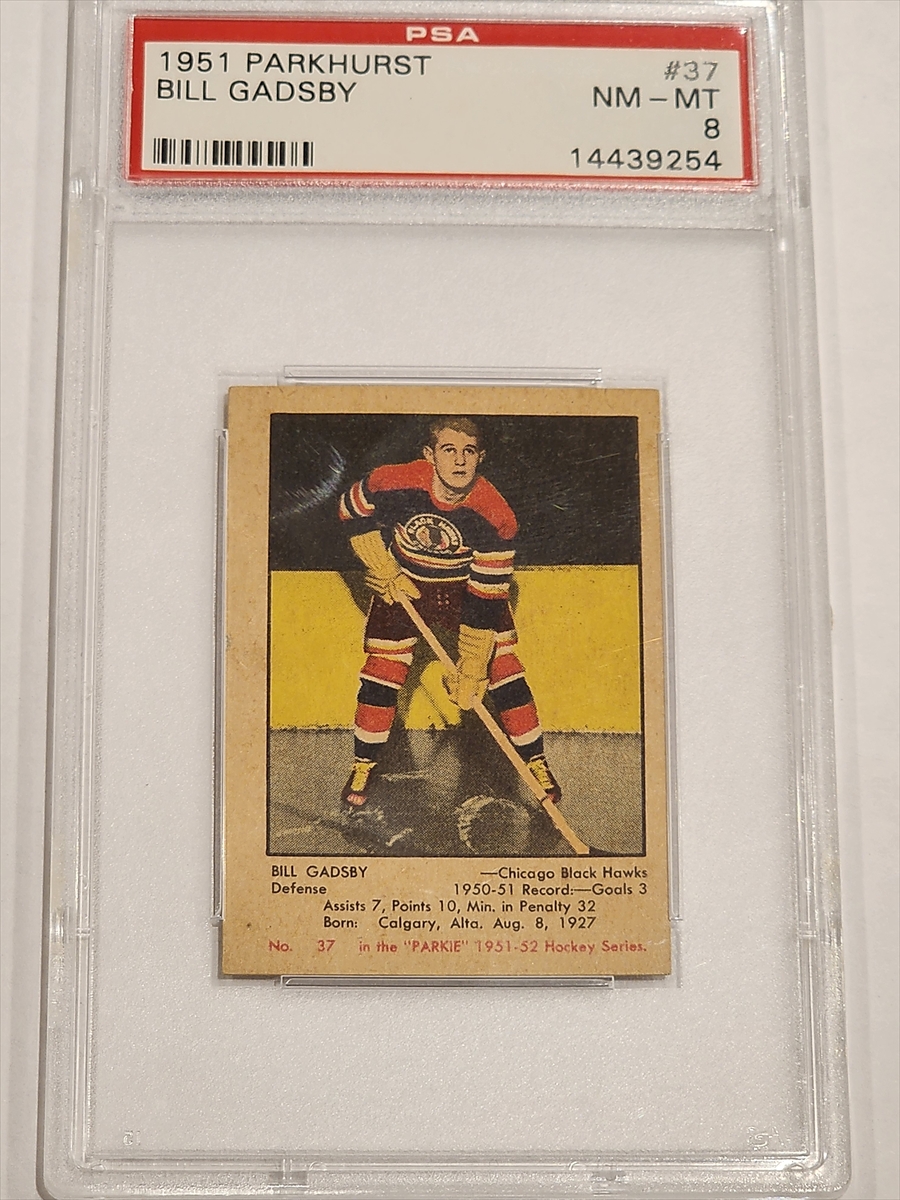 PSA
1951 PARKHURST #37
BILL GADSBY NM - MT
8
14439254
BLACK HAWKS
BILL GADSBY —Chicago Black Hawks
Defense 1950-51 Record:—Goals 3
Assists 7, Points 10, Min. in Penalty 32
Born: Calgary, Alta. Aug. 8, 1927
No. 37 in the "PARKIE" 1951-52 Hockey Series.